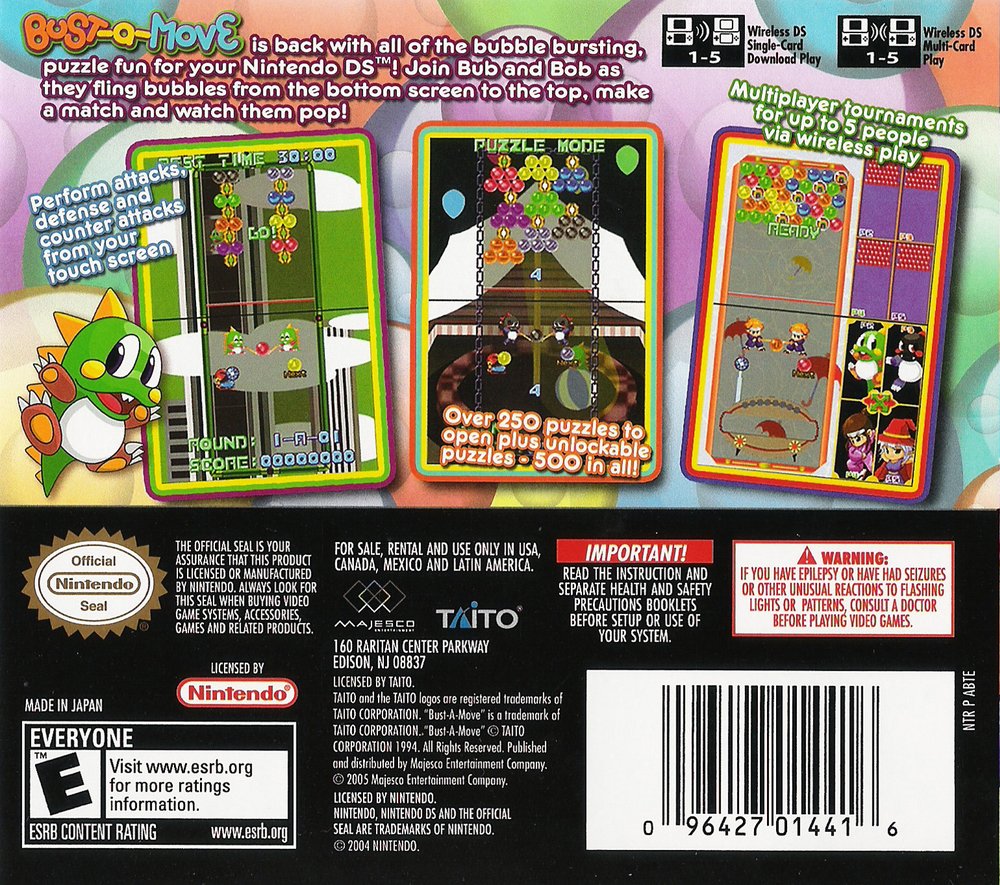 BUST-A-MOVE is back with all of the bubble bursting,
puzzle fun for your Nintendo DS™! Join Bub and Bob as
they fling bubbles from the bottom screen to the top, make
a match and watch them pop!
Wireless DS
Single-Card
Download Play
1-5
Wireless DS
Multi-Card
Play
1-5
Perform attacks,
defense and
counter attacks
from your
touch screen
BEST TIME 30:00
GO!
ROUND: 1-A-01
SCORE: 00000000
PUZZLE MODE
4
4
Over 250 puzzles to
open plus unlockable
puzzles - 500 in all!
Multiplayer tournaments
for up to 5 people
via wireless play
READY
Official
Nintendo
Seal
®
THE OFFICIAL SEAL IS YOUR
ASSURANCE THAT THIS PRODUCT
IS LICENSED OR MANUFACTURED
BY NINTENDO. ALWAYS LOOK FOR
THIS SEAL WHEN BUYING VIDEO
GAME SYSTEMS, ACCESSORIES,
GAMES AND RELATED PRODUCTS.
LICENSED BY
Nintendo®
MADE IN JAPAN
EVERYONE
E
™
Visit www.esrb.org
for more ratings
information.
ESRB CONTENT RATING www.esrb.org
FOR SALE, RENTAL AND USE ONLY IN USA,
CANADA, MEXICO AND LATIN AMERICA.
MAJESCO
ENTERTAINMENT
TAITO®
160 RARITAN CENTER PARKWAY
EDISON, NJ 08837
LICENSED BY TAITO.
TAITO and the TAITO logos are registered trademarks of
TAITO CORPORATION. "Bust-A-Move" is a trademark of
TAITO CORPORATION.."Bust-A-Move" © TAITO
CORPORATION 1994. All Rights Reserved. Published
and distributed by Majesco Entertainment Company.
© 2005 Majesco Entertainment Company.
LICENSED BY NINTENDO.
NINTENDO, NINTENDO DS AND THE OFFICIAL
SEAL ARE TRADEMARKS OF NINTENDO.
© 2004 NINTENDO.
IMPORTANT!
READ THE INSTRUCTION AND
SEPARATE HEALTH AND SAFETY
PRECAUTIONS BOOKLETS
BEFORE SETUP OR USE OF
YOUR SYSTEM.
WARNING:
IF YOU HAVE EPILEPSY OR HAVE HAD SEIZURES
OR OTHER UNUSUAL REACTIONS TO FLASHING
LIGHTS OR PATTERNS, CONSULT A DOCTOR
BEFORE PLAYING VIDEO GAMES.
NTR P ABTE
0 96427 01441 6